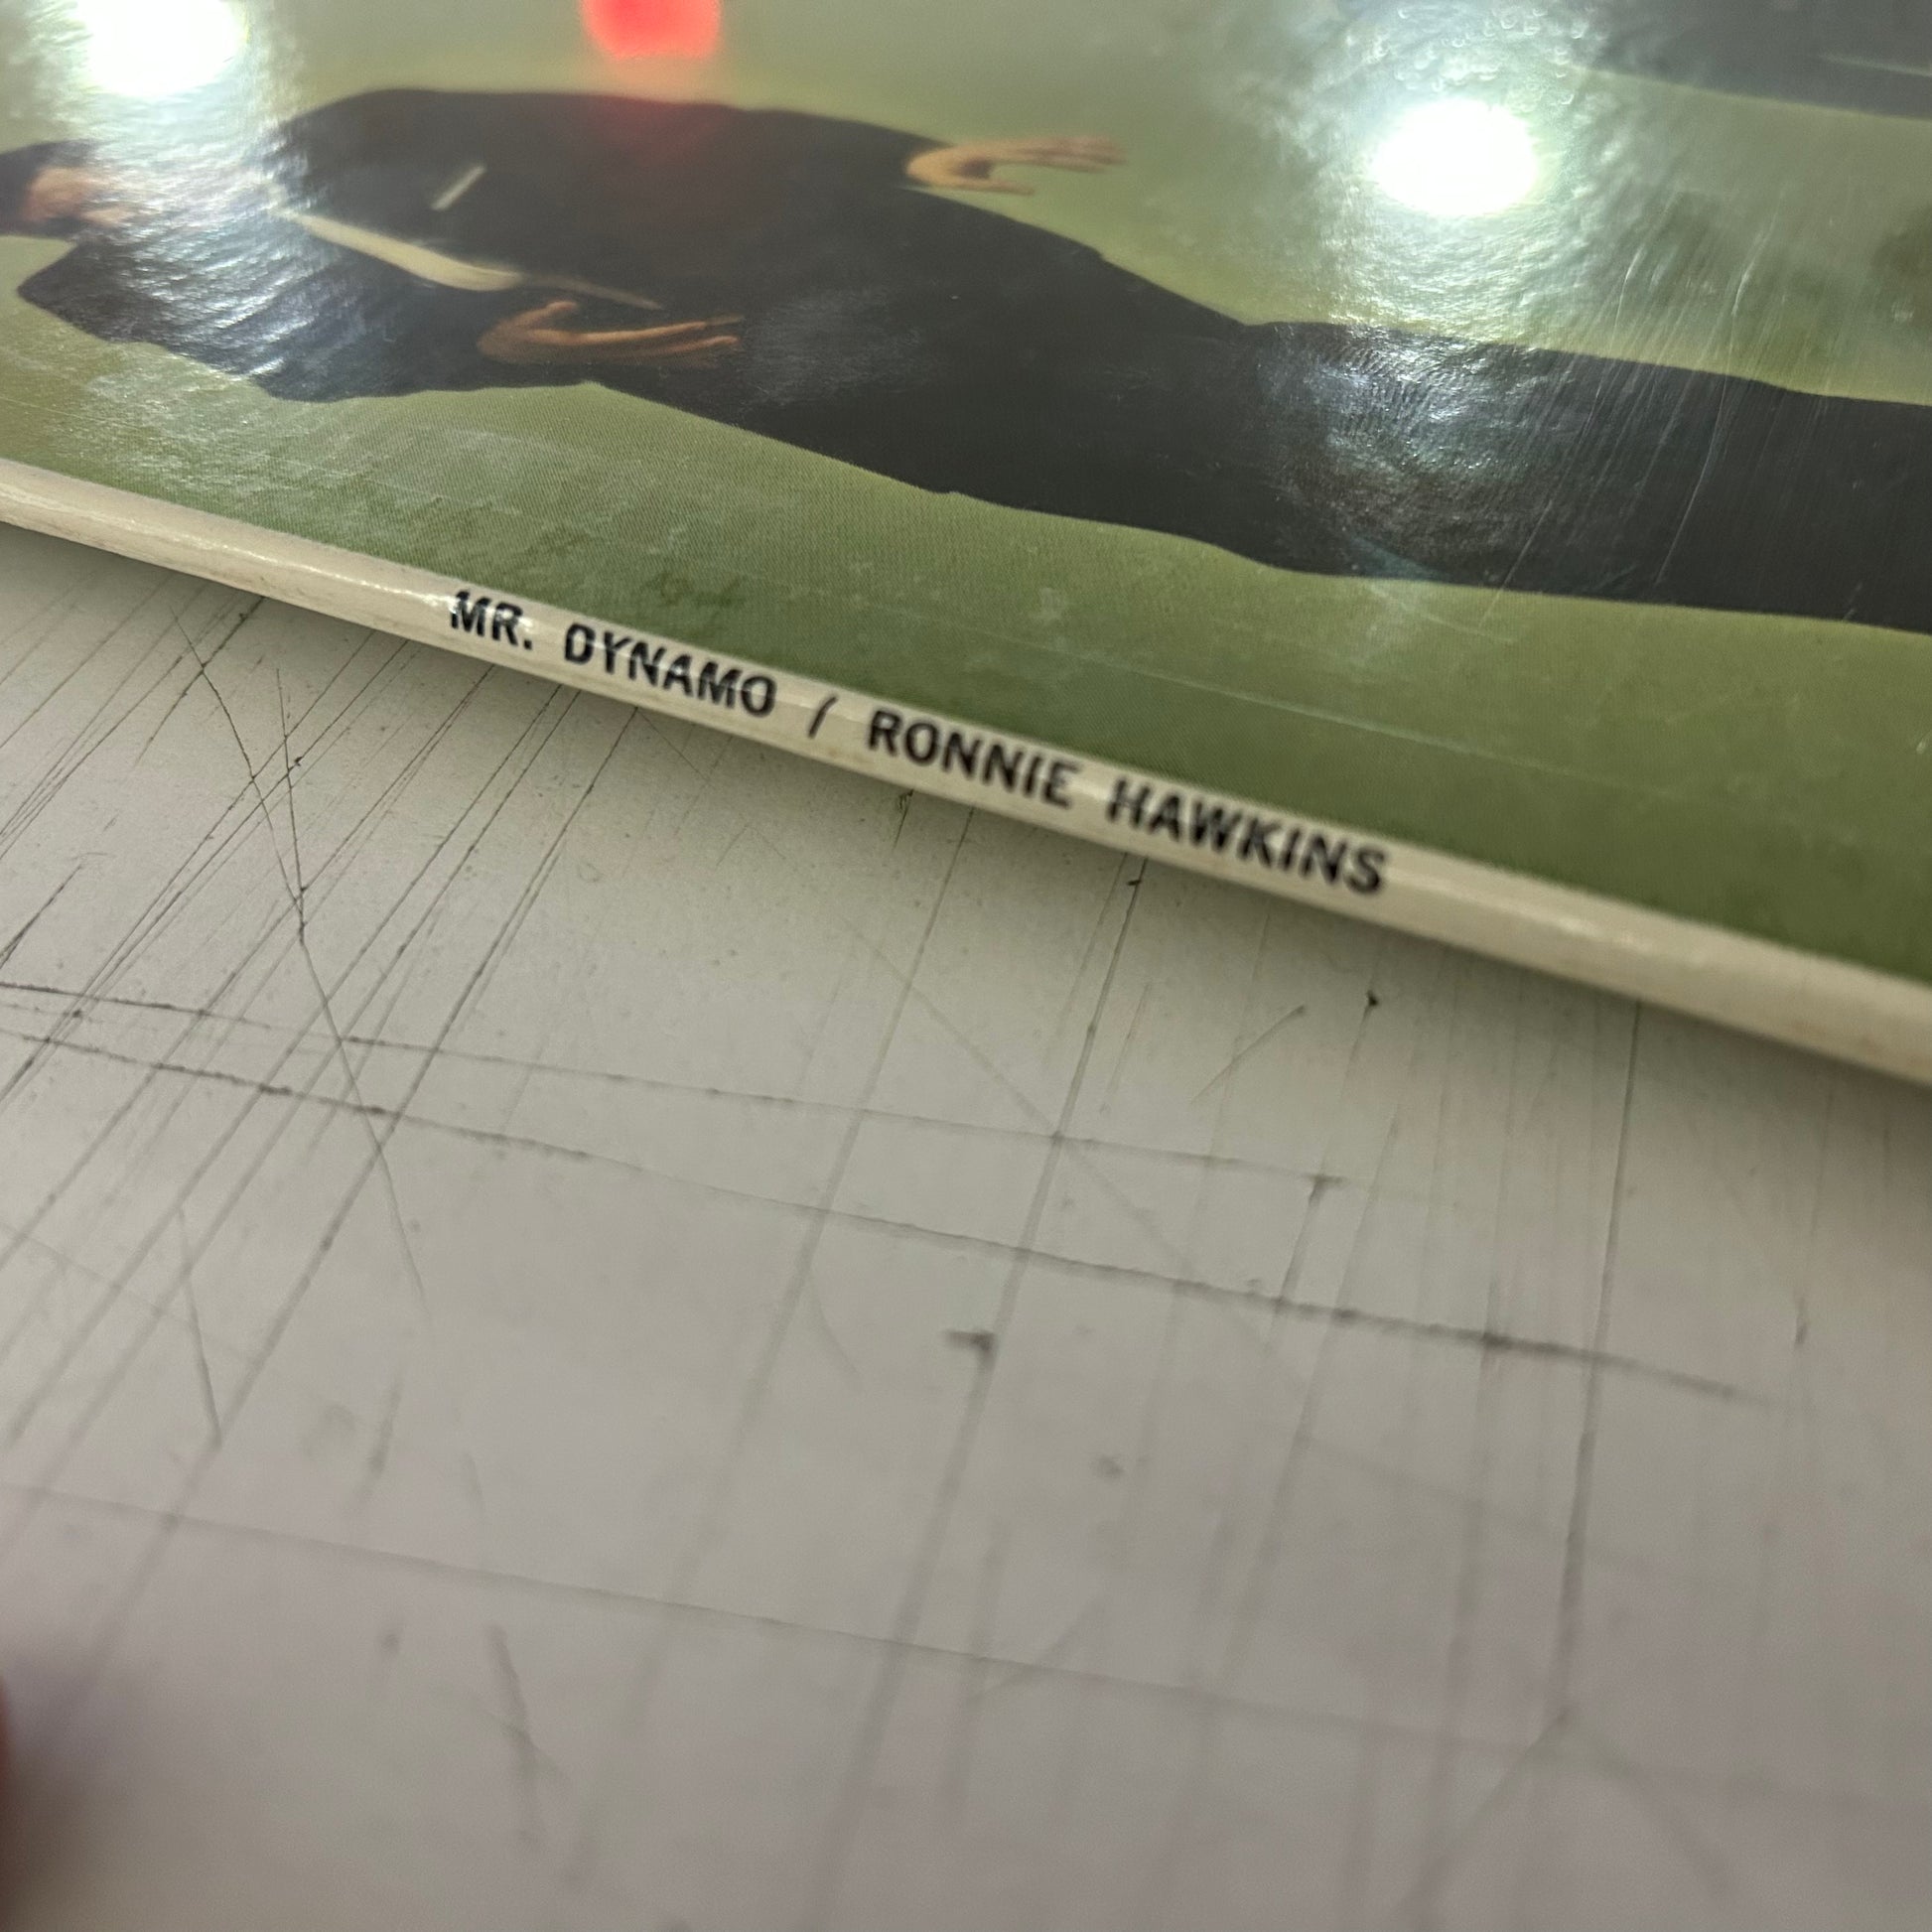 MR. DYNAMO / RONNIE HAWKINS